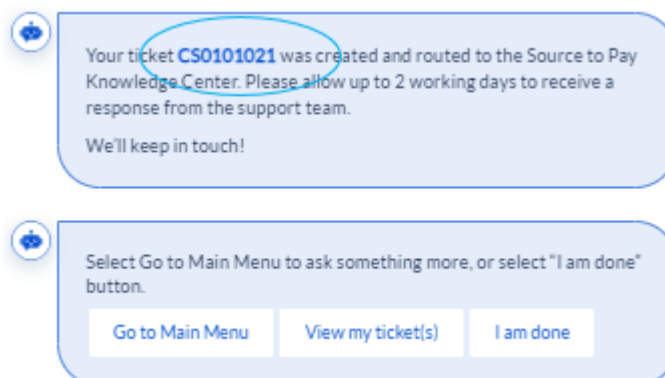 Your ticket CS0101021 was created and routed to the Source to Pay
Knowledge Center. Please allow up to 2 working days to receive a
response from the support team.
We'll keep in touch!
Select Go to Main Menu to ask something more, or select "I am done"
button.
Go to Main Menu View my ticket(s) I am done